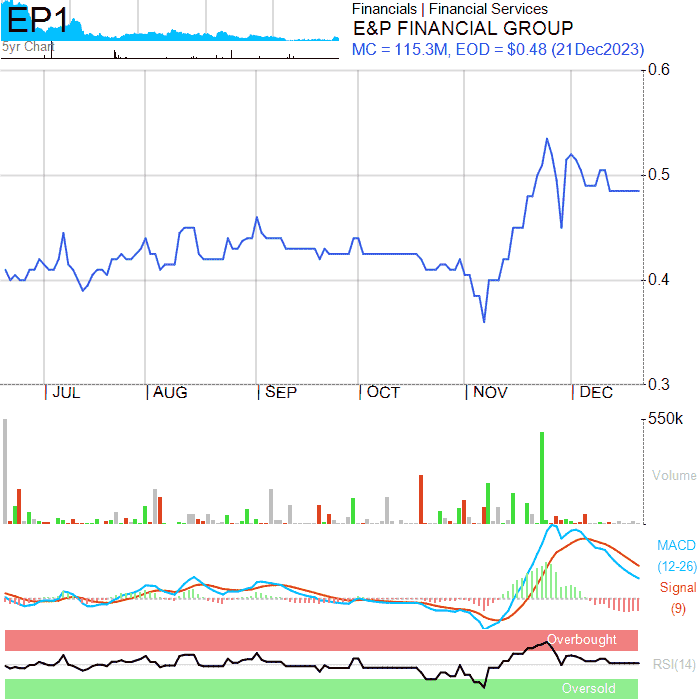 EP1
5yr Chart
Financials | Financial Services
E&P FINANCIAL GROUP
MC = 115.3M, EOD = $0.48 (21Dec2023)
0.6
0.5
0.4
0.3
JUL AUG SEP OCT NOV DEC
550k
Volume
MACD
(12-26)
Signal
(9)
Overbought
RSI(14)
Oversold